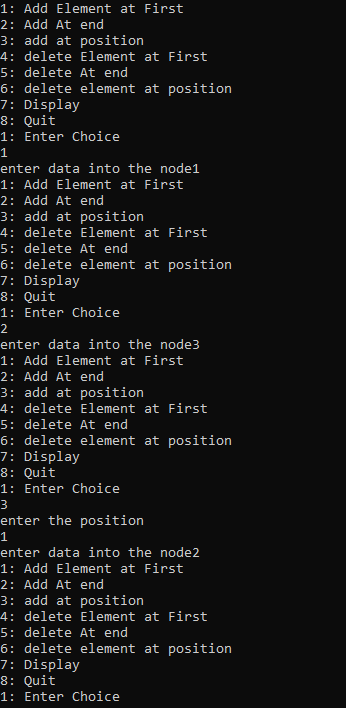 1: Add Element at First
2: Add At end
3: add at position
4: delete Element at First
5: delete At end
6: delete element at position
7: Display
8: Quit
1: Enter Choice
1
enter data into the node1
1: Add Element at First
2: Add At end
3: add at position
4: delete Element at First
5: delete At end
6: delete element at position
7: Display
8: Quit
1: Enter Choice
2
enter data into the node3
1: Add Element at First
2: Add At end
3: add at position
4: delete Element at First
5: delete At end
6: delete element at position
7: Display
8: Quit
1: Enter Choice
3
enter the position
1
enter data into the node2
1: Add Element at First
2: Add At end
3: add at position
4: delete Element at First
5: delete At end
6: delete element at position
7: Display
8: Quit
1: Enter Choice